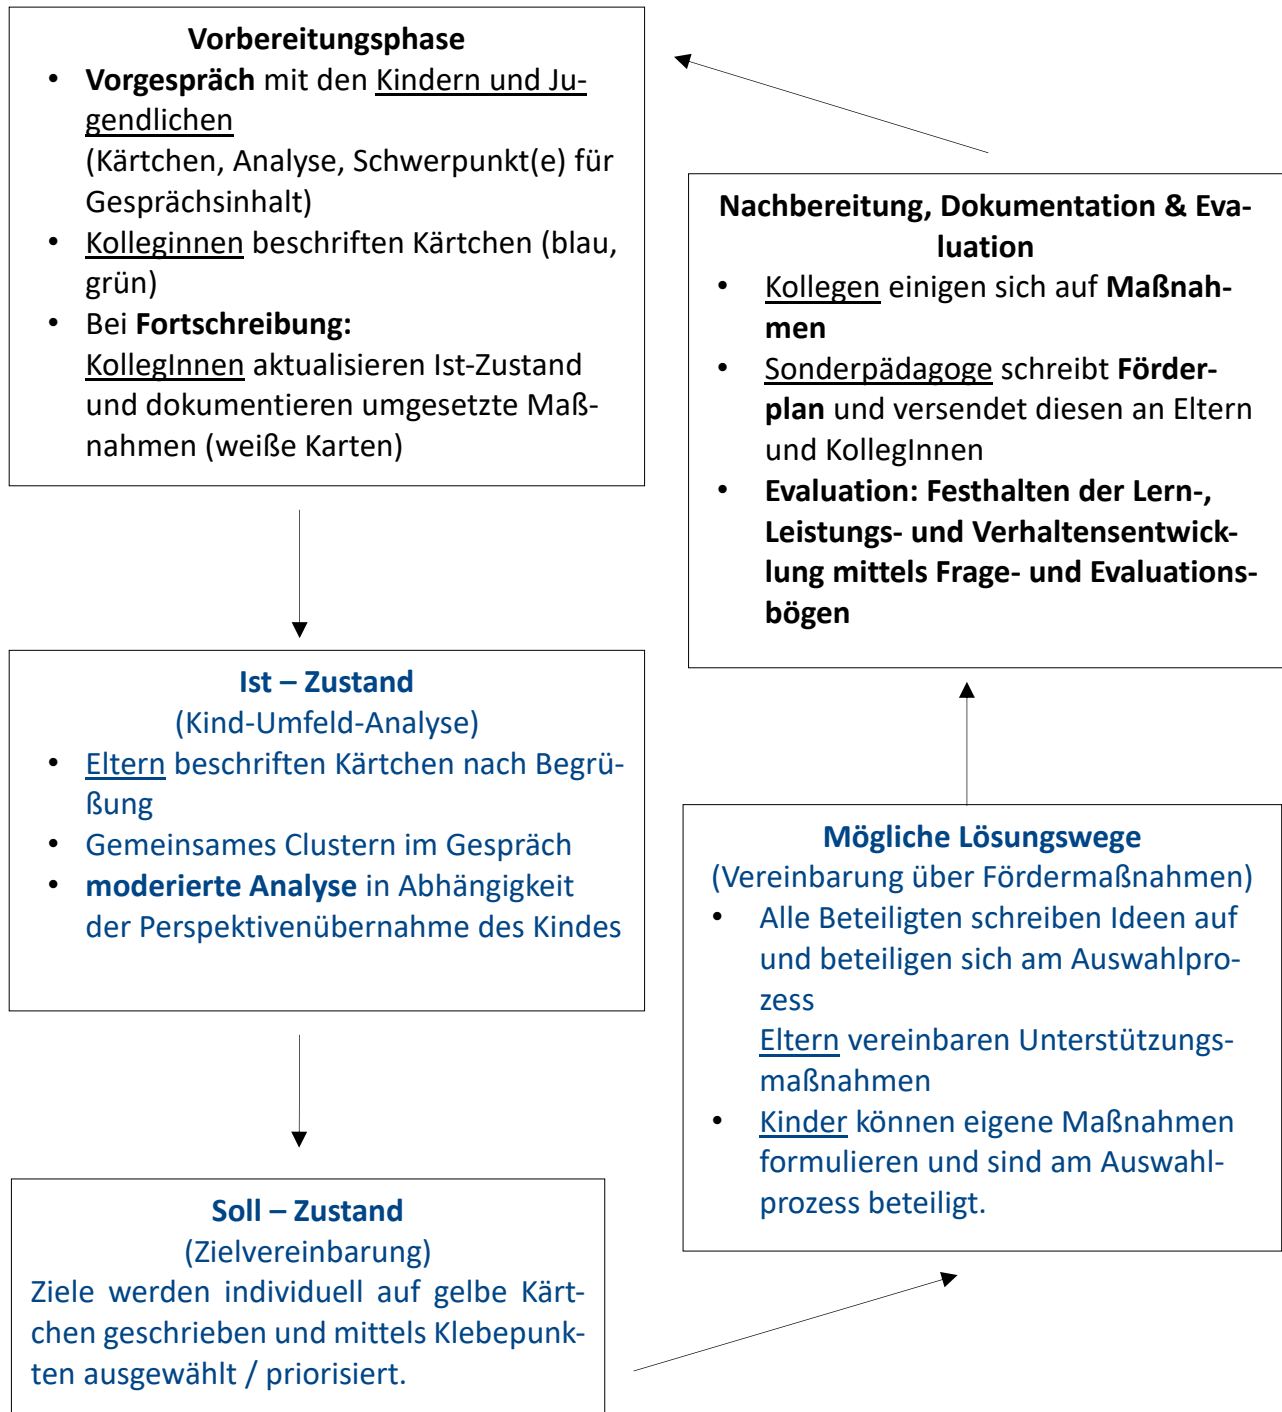 Vorbereitungsphase
• Vorgespräch mit den Kindern und Ju-
gendlichen
(Kärtchen, Analyse, Schwerpunkt(e) für
Gesprächsinhalt)
• Kolleginnen beschriften Kärtchen (blau,
grün)
• Bei Fortschreibung:
KollegInnen aktualisieren Ist-Zustand
und dokumentieren umgesetzte Maß-
nahmen (weiße Karten)
Ist – Zustand
(Kind-Umfeld-Analyse)
• Eltern beschriften Kärtchen nach Begrü-
ßung
• Gemeinsames Clustern im Gespräch
• moderierte Analyse in Abhängigkeit
der Perspektivenübernahme des Kindes
Soll – Zustand
(Zielvereinbarung)
Ziele werden individuell auf gelbe Kärt-
chen geschrieben und mittels Klebepunk-
ten ausgewählt / priorisiert.
Mögliche Lösungswege
(Vereinbarung über Fördermaßnahmen)
• Alle Beteiligten schreiben Ideen auf
und beteiligen sich am Auswahlpro-
zess
Eltern vereinbaren Unterstützungs-
maßnahmen
• Kinder können eigene Maßnahmen
formulieren und sind am Auswahl-
prozess beteiligt.
Nachbereitung, Dokumentation & Eva-
luation
• Kollegen einigen sich auf Maßnah-
men
• Sonderpädagoge schreibt Förder-
plan und versendet diesen an Eltern
und KollegInnen
• Evaluation: Festhalten der Lern-,
Leistungs- und Verhaltensentwick-
lung mittels Frage- und Evaluations-
bögen